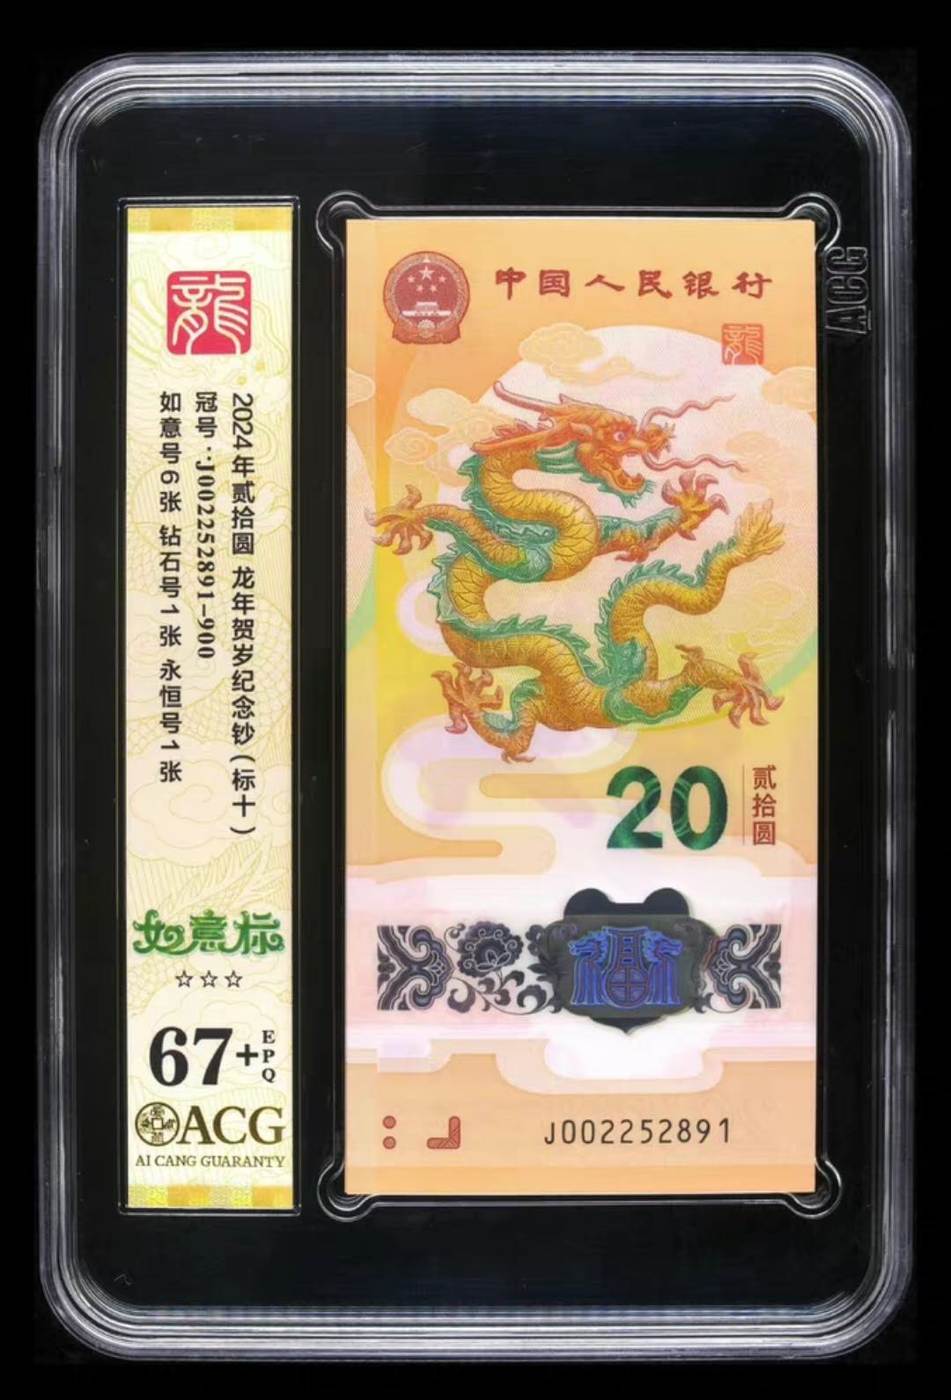 龍
2024年贰拾圆 龙年贺岁纪念钞(标十)
冠号:J002252891-900
如意号6张 钻石号1张 永恒号1张
如意标
☆☆☆
67+EPQ
ACG
AI CANG GUARANTY
中国人民银行
龍
20
贰拾圆
J002252891
ACG